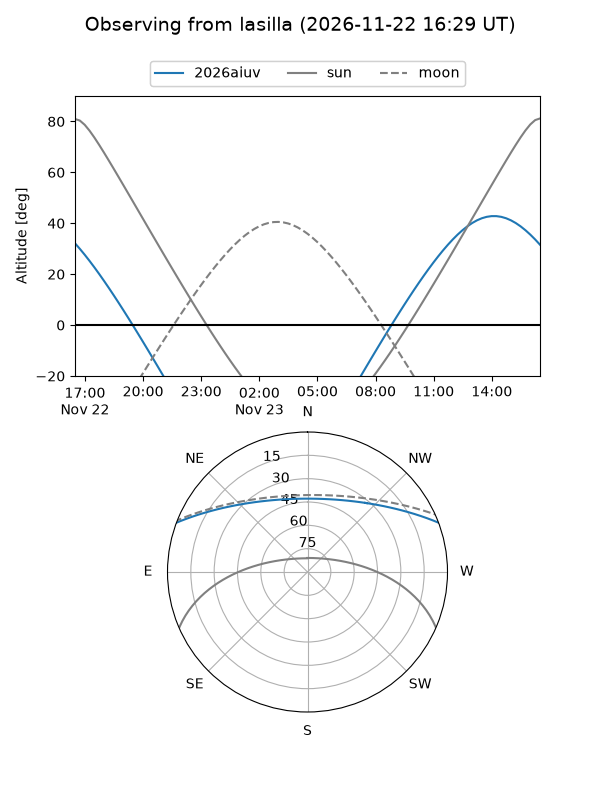 Observing from lasilla (2026-11-22 16:29 UT)
2026aiuv sun moon
Altitude [deg]
80
60
40
20
0
−20
17:00 20:00 23:00 02:00 05:00 08:00 11:00 14:00
Nov 22 Nov 23
N
NE NW
15
30
45
60
75
E W
SE SW
S